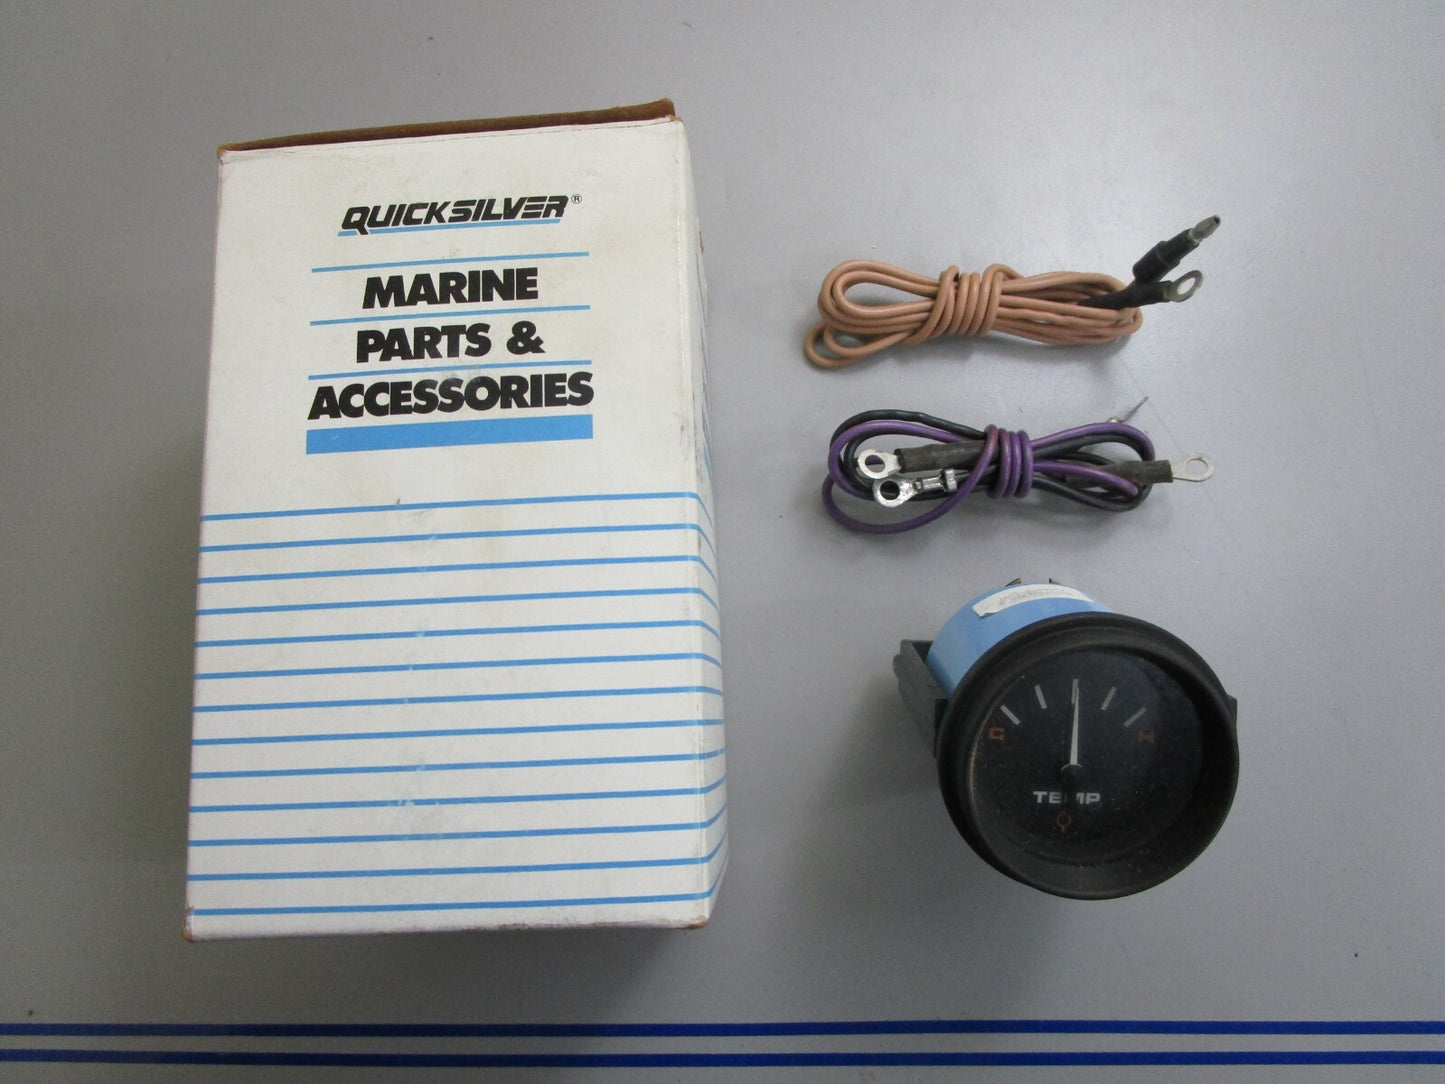 QUICKSILVER®
MARINE
PARTS &
ACCESSORIES
C H
TEMP